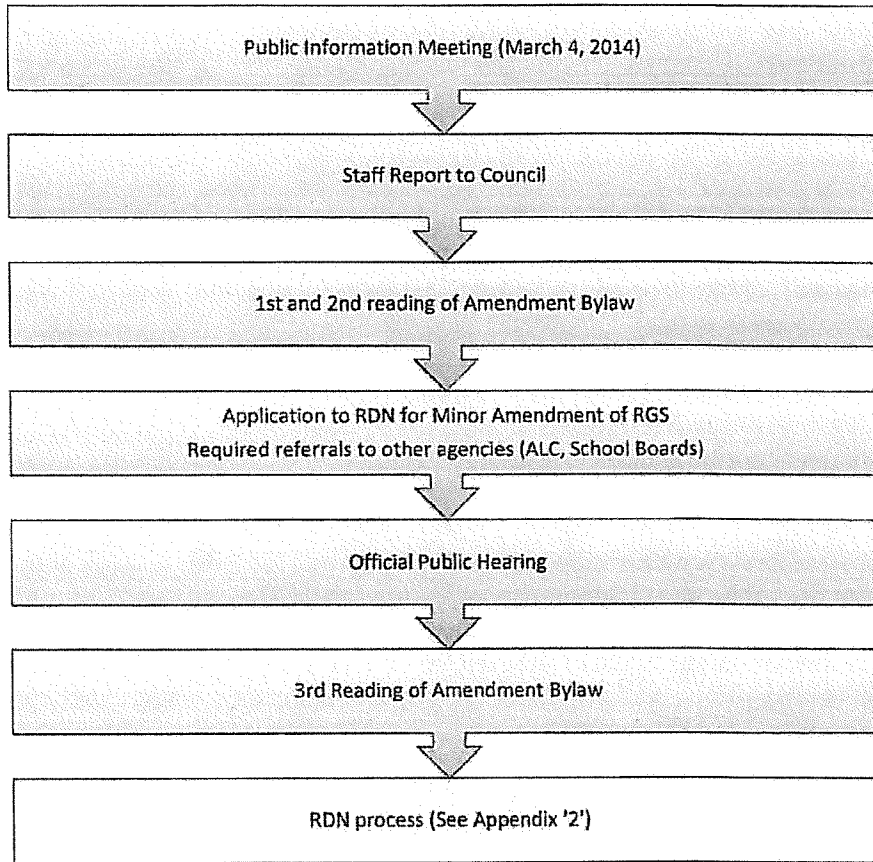 Public Information Meeting (March 4, 2014)
Staff Report to Council
1st and 2nd reading of Amendment Bylaw
Application to RDN for Minor Amendment of RGS
Required referrals to other agencies (ALC, School Boards)
Official Public Hearing
3rd Reading of Amendment Bylaw
RDN process (See Appendix '2')